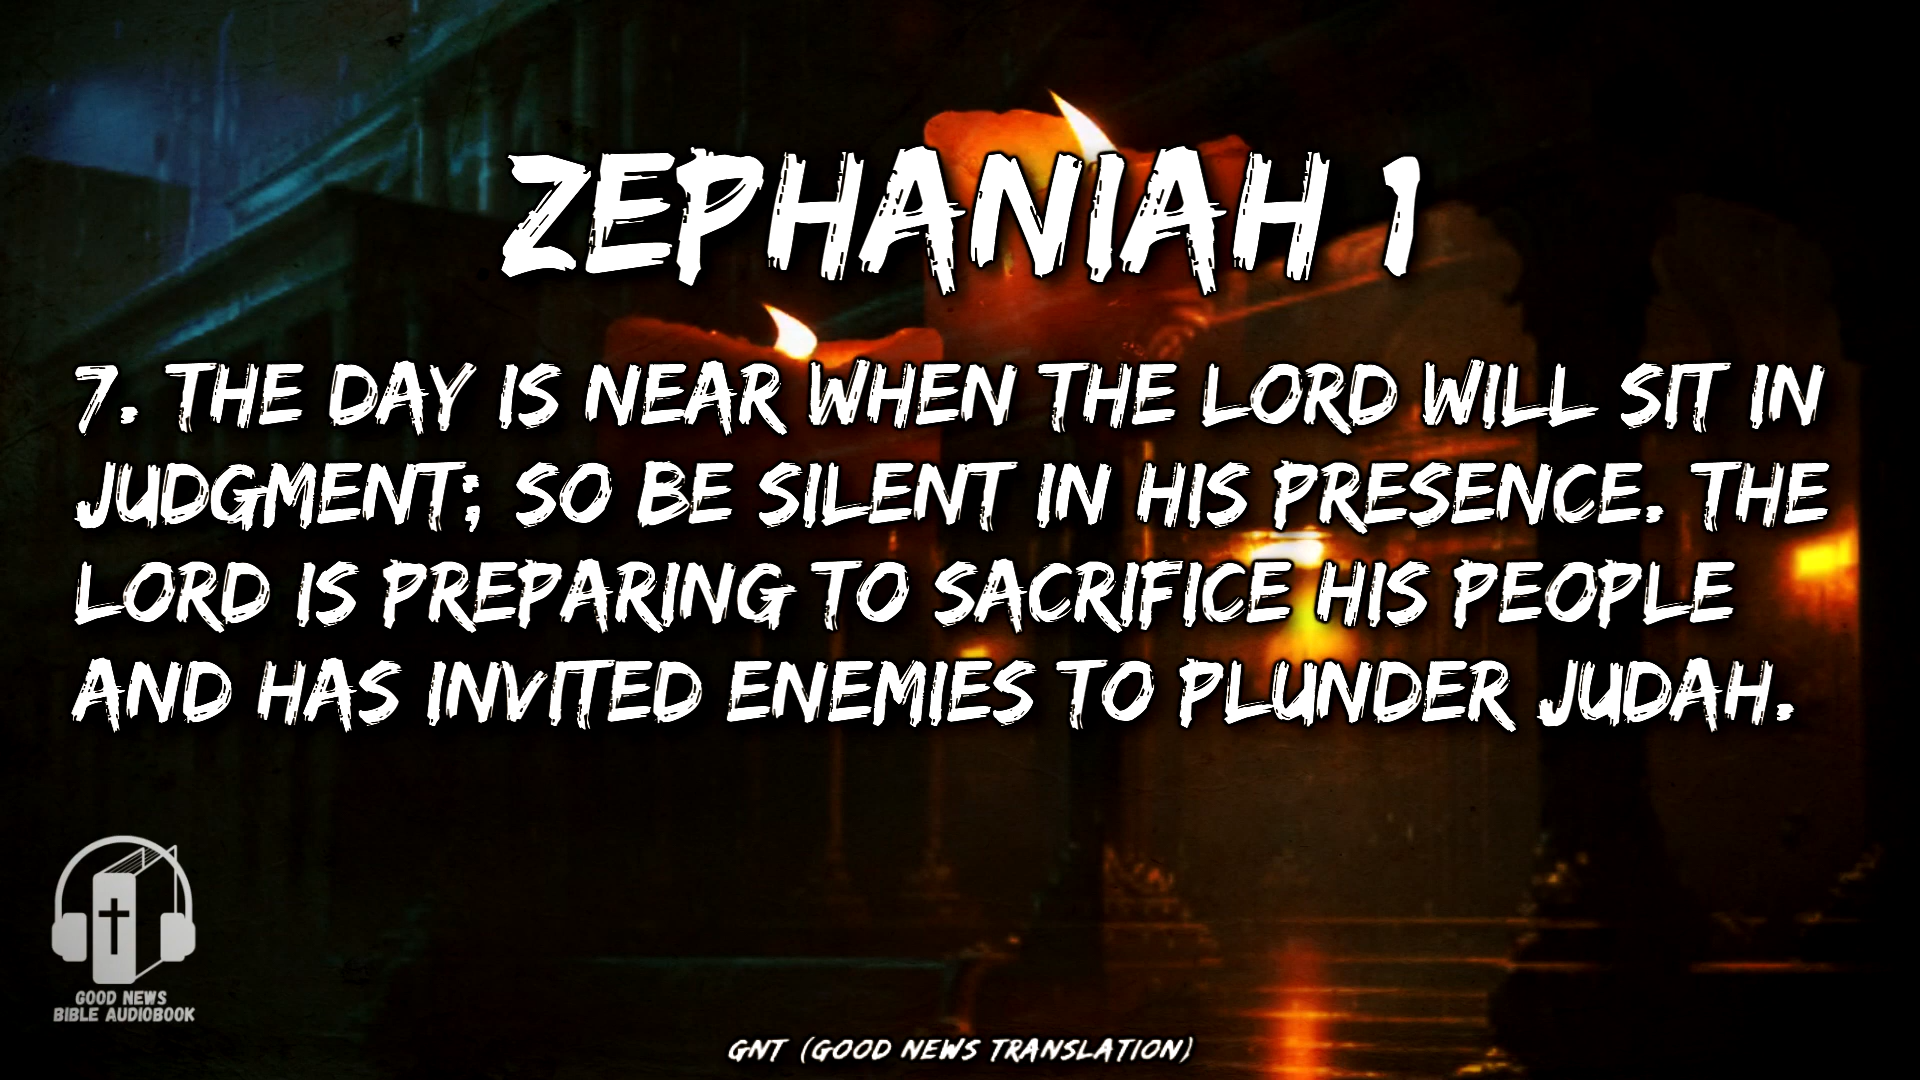 ZEPHANIAH 1
7. THE DAY IS NEAR WHEN THE LORD WILL SIT IN
JUDGMENT; SO BE SILENT IN HIS PRESENCE. THE
LORD IS PREPARING TO SACRIFICE HIS PEOPLE
AND HAS INVITED ENEMIES TO PLUNDER JUDAH.
GOOD NEWS
BIBLE AUDIOBOOK
GNT (GOOD NEWS TRANSLATION)